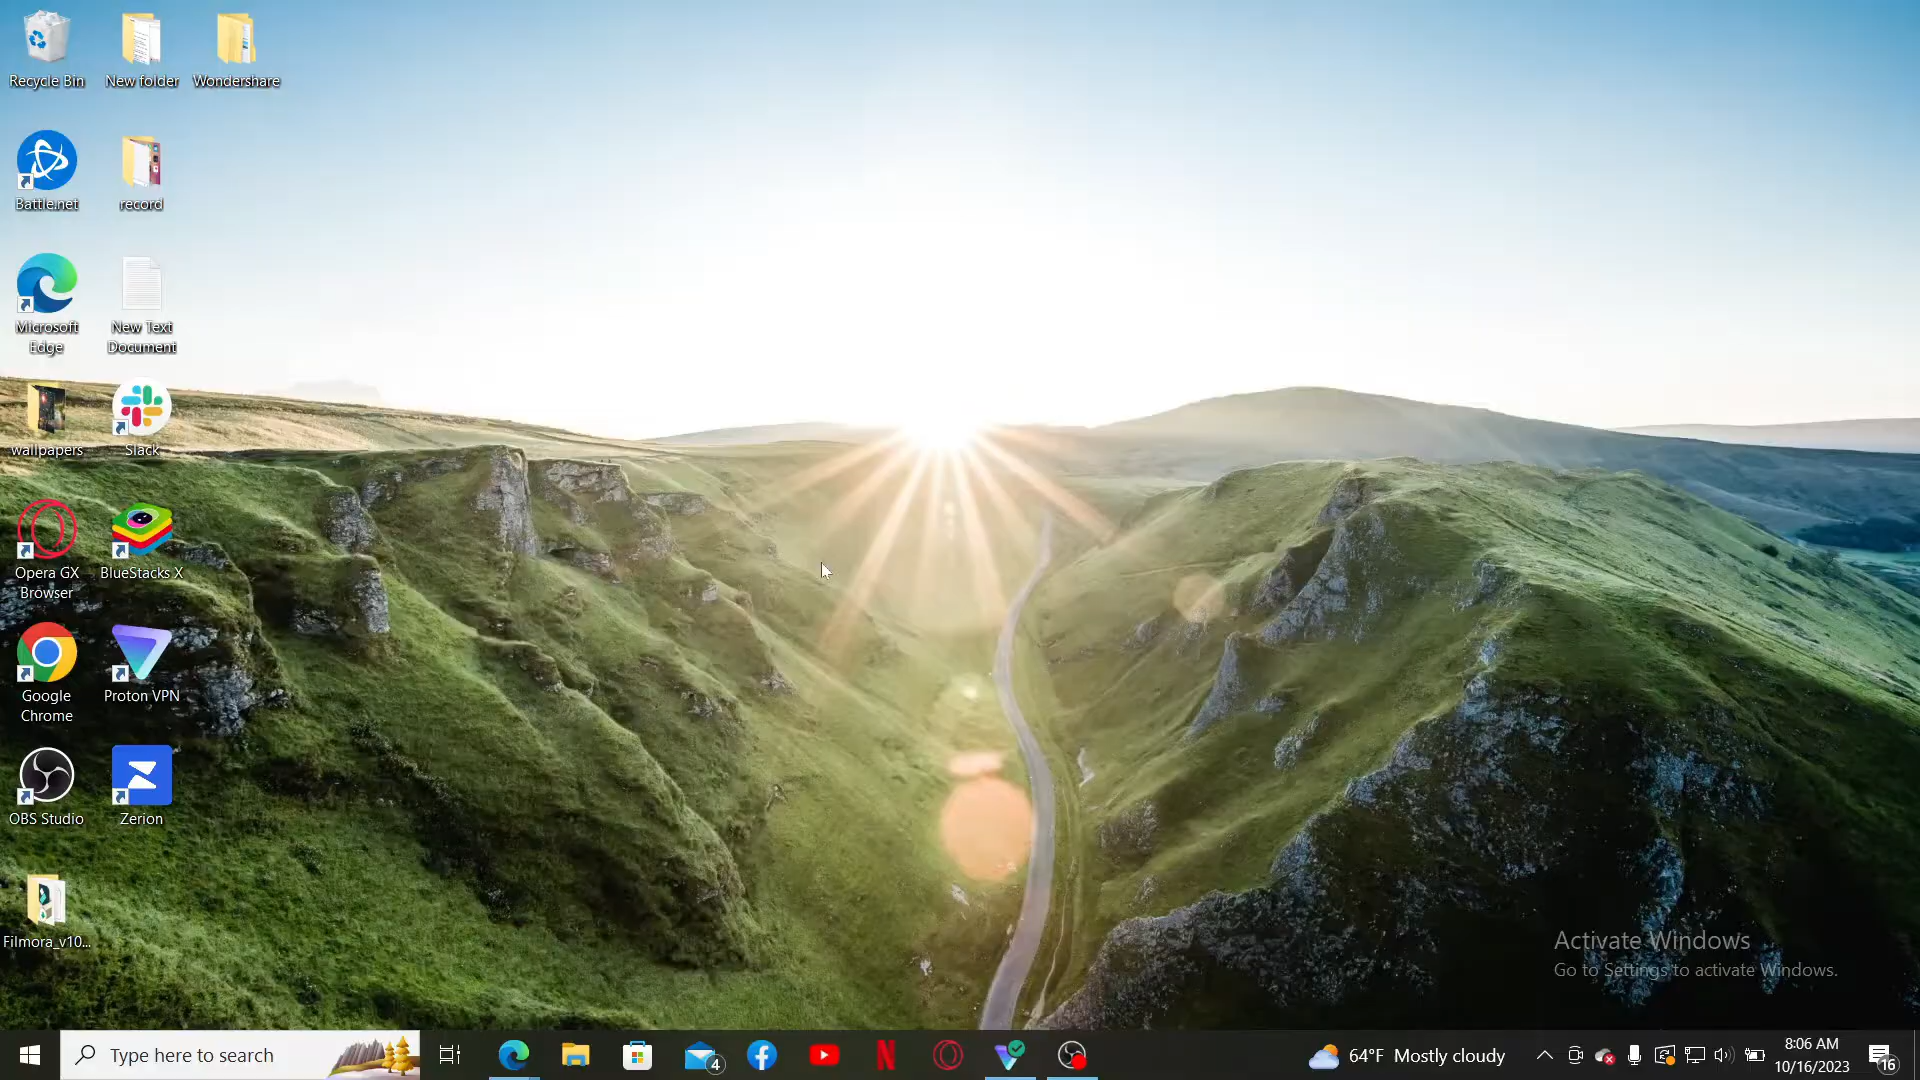 Recycle Bin
New folder
Wondershare
Battle.net
record
Microsoft
Edge
New Text
Document
wallpapers
Slack
Opera GX
Browser
BlueStacks X
Google
Chrome
Proton VPN
OBS Studio
Zerion
Filmora_v10...
Activate Windows
Go to Settings to activate Windows.
Type here to search
4
64°F Mostly cloudy
8:06 AM
10/16/2023
16